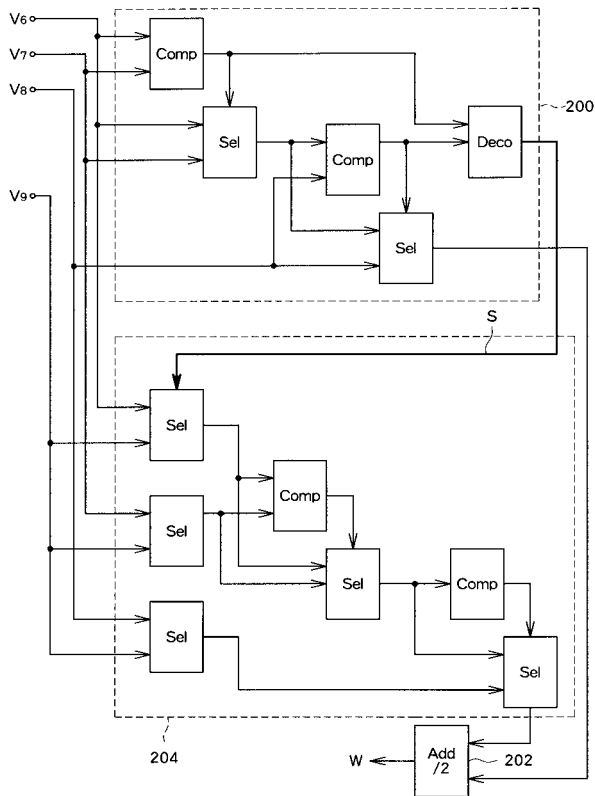 V6
V7
V8
V9
Comp
Sel
Comp
Sel
Deco
200
S
Sel
Sel
Sel
Comp
Sel
Comp
Sel
204
W
Add
/2
202